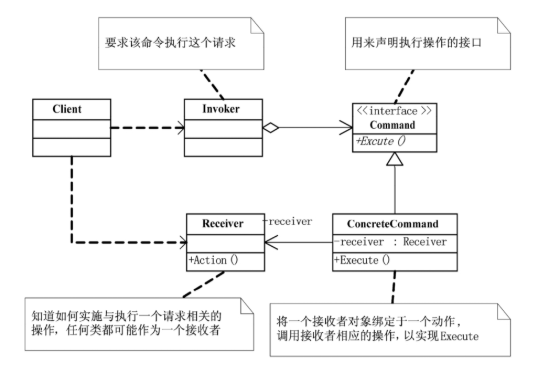 要求该命令执行这个请求
用来声明执行操作的接口
Client
Invoker
<<interface >>
Command
+Excute ()
Receiver
-receiver
ConcreteCommand
-receiver : Receiver
+Action ()
+Execute ()
知道如何实施与执行一个请求相关的
操作，任何类都可能作为一个接收者
将一个接收者对象绑定于一个动作，
调用接收者相应的操作，以实现Execute